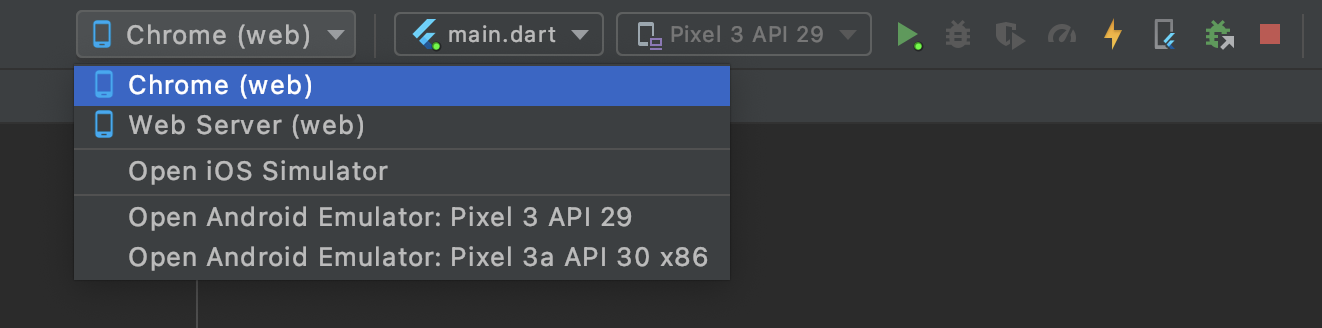 Chrome (web)
main.dart
Pixel 3 API 29
Chrome (web)
Web Server (web)
Open iOS Simulator
Open Android Emulator: Pixel 3 API 29
Open Android Emulator: Pixel 3a API 30 x86